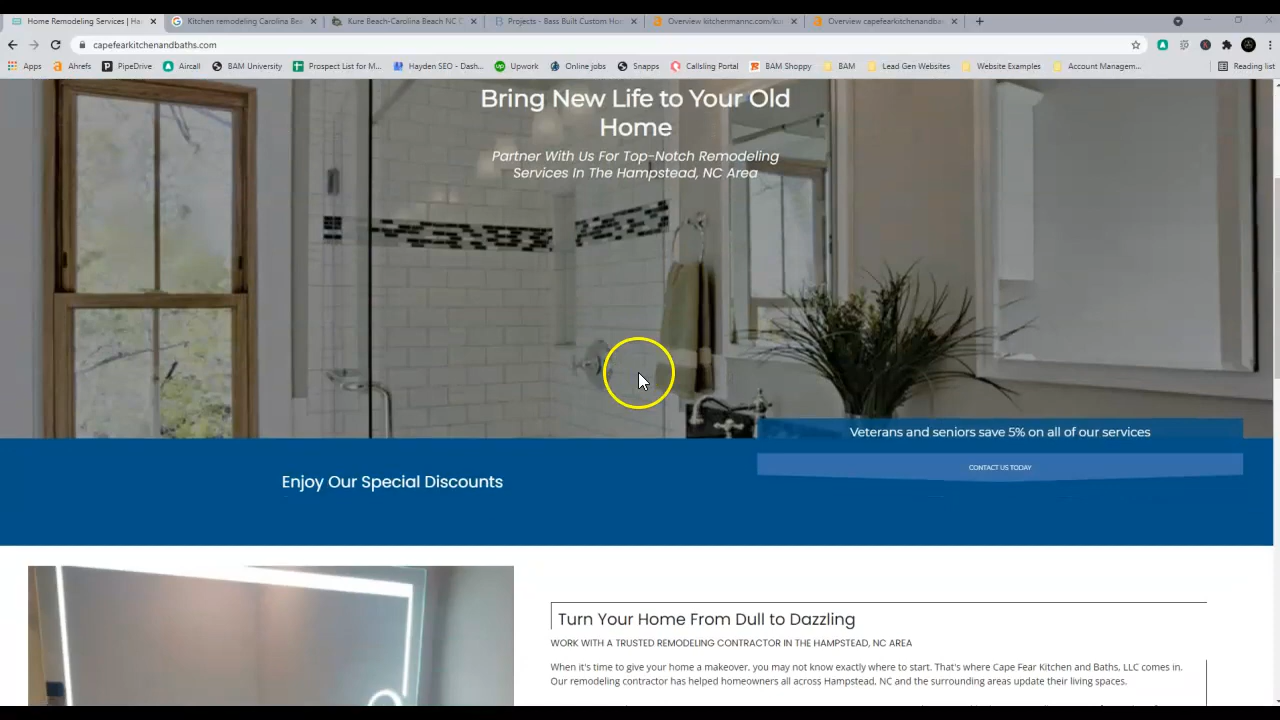 Home Remodeling Services | Ha
Kitchen remodeling Carolina Bea
Kure Beach-Carolina Beach NC C
Projects - Bass Built Custom Hom
Overview kitchenmannc.com/ku
Overview capefearkitchenandba
capefearkitchenandbaths.com
Apps
Ahrefs
PipeDrive
Aircall
BAM University
Prospect List for M...
Hayden SEO - Dash...
Upwork
Online jobs
Snapps
Callsling Portal
BAM Shoppy
BAM
Lead Gen Websites
Website Examples
Account Managem...
Reading list
Bring New Life to Your Old
Home
Partner With Us For Top-Notch Remodeling
Services In The Hampstead, NC Area
Veterans and seniors save 5% on all of our services
CONTACT US TODAY
Enjoy Our Special Discounts
Turn Your Home From Dull to Dazzling
WORK WITH A TRUSTED REMODELING CONTRACTOR IN THE HAMPSTEAD, NC AREA
When it's time to give your home a makeover, you may not know exactly where to start. That's where Cape Fear Kitchen and Baths, LLC comes in.
Our remodeling contractor has helped homeowners all across Hampstead, NC and the surrounding areas update their living spaces.